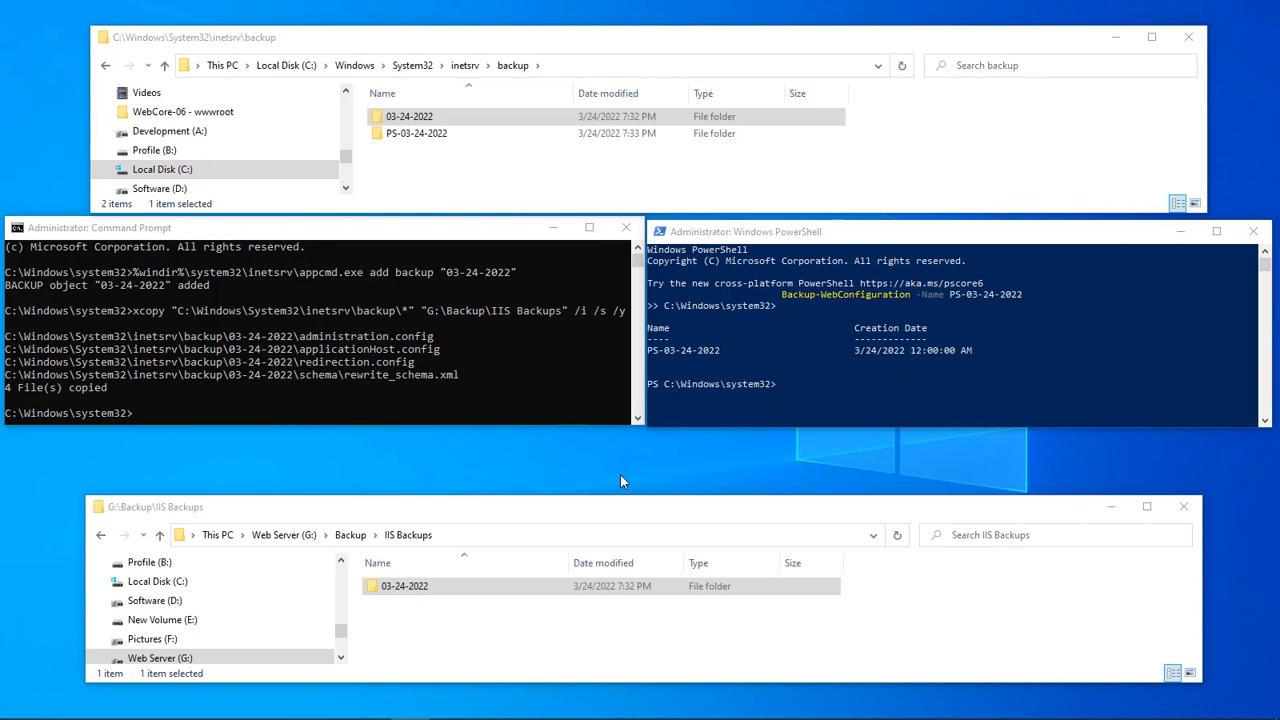 C:\Windows\System32\inetsrv\backup
This PC > Local Disk (C:) > Windows > System32 > inetsrv > backup >
Search backup
Name Date modified Type Size
Videos
WebCore-06 - wwwroot
Development (A:)
Profile (B:)
Local Disk (C:)
Software (D:)
03-24-2022 3/24/2022 7:32 PM File folder
PS-03-24-2022 3/24/2022 7:33 PM File folder
2 items 1 item selected
Administrator: Command Prompt
(c) Microsoft Corporation. All rights reserved.
C:\Windows\system32>%windir%\system32\inetsrv\appcmd.exe add backup "03-24-2022"
BACKUP object "03-24-2022" added
C:\Windows\system32>xcopy "C:\Windows\System32\inetsrv\backup\*" "G:\Backup\IIS Backups" /i /s /y
C:\Windows\System32\inetsrv\backup\03-24-2022\administration.config
C:\Windows\System32\inetsrv\backup\03-24-2022\applicationHost.config
C:\Windows\System32\inetsrv\backup\03-24-2022\redirection.config
C:\Windows\System32\inetsrv\backup\03-24-2022\schema\rewrite_schema.xml
4 File(s) copied
C:\Windows\system32>
Administrator: Windows PowerShell
Windows PowerShell
Copyright (C) Microsoft Corporation. All rights reserved.
Try the new cross-platform PowerShell https://aka.ms/pscore6
Backup-WebConfiguration -Name PS-03-24-2022
>> C:\Windows\system32>
Name Creation Date
---- -------------
PS-03-24-2022 3/24/2022 12:00:00 AM
PS C:\Windows\system32>
G:\Backup\IIS Backups
This PC > Web Server (G:) > Backup > IIS Backups
Search IIS Backups
Name Date modified Type Size
Profile (B:)
Local Disk (C:)
Software (D:)
New Volume (E:)
Pictures (F:)
Web Server (G:)
03-24-2022 3/24/2022 7:32 PM File folder
1 item 1 item selected